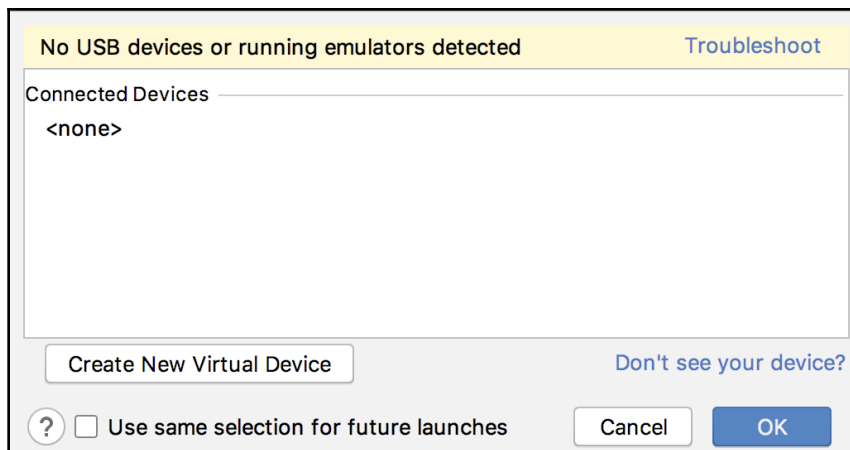 No USB devices or running emulators detected Troubleshoot
Connected Devices
<none>
Create New Virtual Device Don't see your device?
? Use same selection for future launches Cancel OK